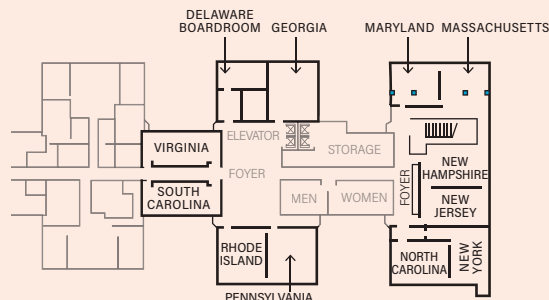 DELAWARE
BOARDROOM GEORGIA MARYLAND MASSACHUSETTS
ELEVATOR
VIRGINIA
STORAGE
FOYER
SOUTH
CAROLINA
MEN WOMEN
FOYER
NEW
HAMPSHIRE
NEW
JERSEY
RHODE
ISLAND
NORTH
CAROLINA
NEW
YORK
PENNSYLVANIA